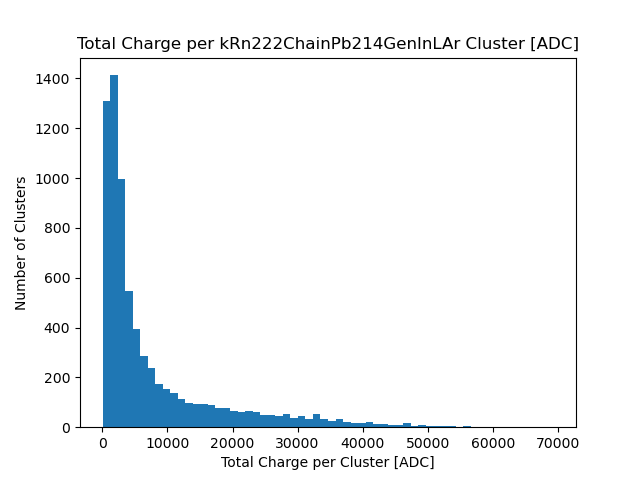 Total Charge per kRn222ChainPb214GenInLAr Cluster [ADC]
1400
1200
1000
800
600
400
200
0
Number of Clusters
0 10000 20000 30000 40000 50000 60000 70000
Total Charge per Cluster [ADC]